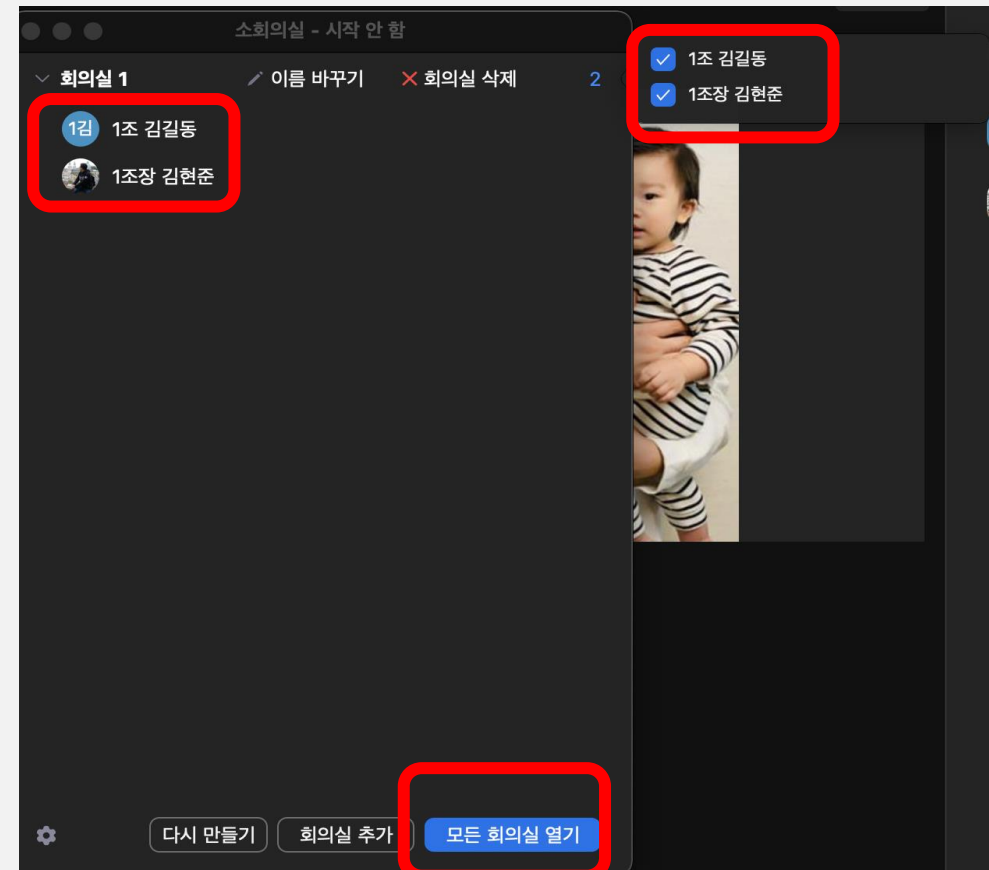 소회의실 - 시작 안 함
회의실 1 이름 바꾸기 회의실 삭제 2
1김 1조 김길동
1조장 김현준
1조 김길동
1조장 김현준
다시 만들기 회의실 추가 모든 회의실 열기